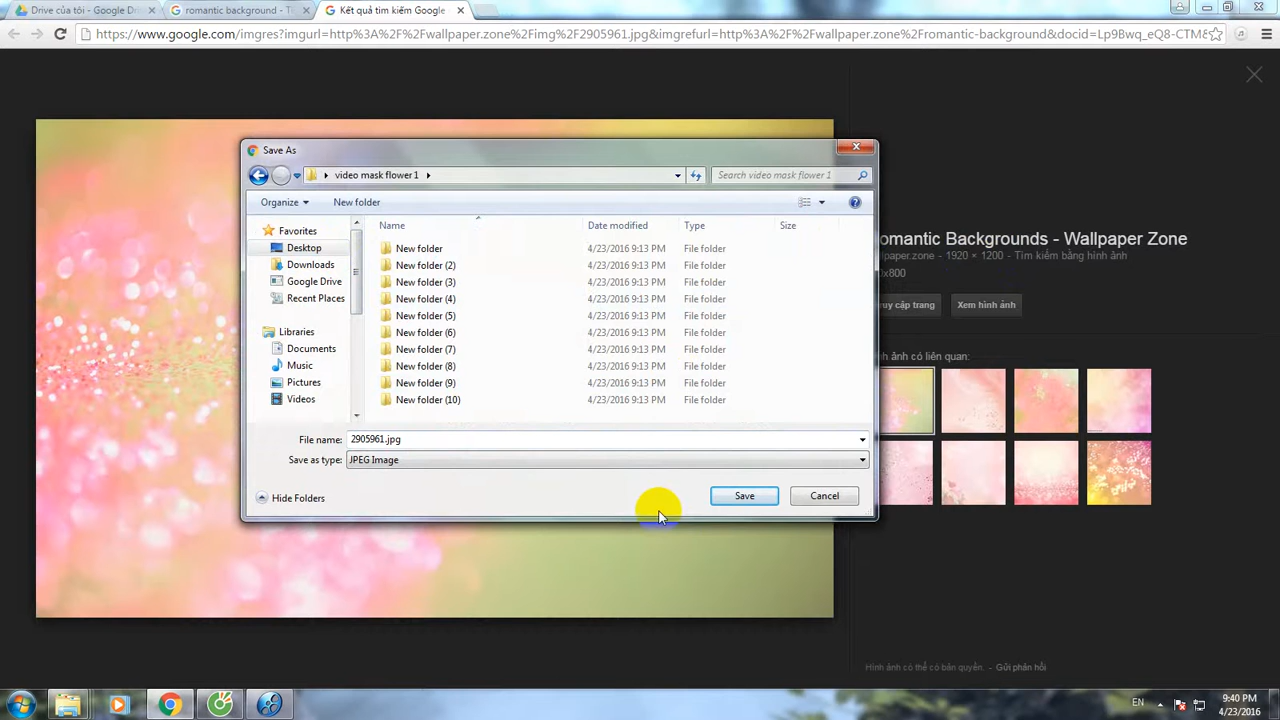 Drive của tôi - Google Dr
romantic background - T
Kết quả tìm kiếm Google
https://www.google.com/imgres?imgurl=http%3A%2F%2Fwallpaper.zone%2Fimg%2F2905961.jpg&imgrefurl=http%3A%2F%2Fwallpaper.zone%2Fromantic-background&docid=Lp9Bwq_eQ8-CTM&
Save As
video mask flower 1
Search video mask flower 1
Organize
New folder
Name
Date modified
Type
Size
Favorites
Desktop
Downloads
Google Drive
Recent Places
Libraries
Documents
Music
Pictures
Videos
New folder 4/23/2016 9:13 PM File folder
New folder (2) 4/23/2016 9:13 PM File folder
New folder (3) 4/23/2016 9:13 PM File folder
New folder (4) 4/23/2016 9:13 PM File folder
New folder (5) 4/23/2016 9:13 PM File folder
New folder (6) 4/23/2016 9:13 PM File folder
New folder (7) 4/23/2016 9:13 PM File folder
New folder (8) 4/23/2016 9:13 PM File folder
New folder (9) 4/23/2016 9:13 PM File folder
New folder (10) 4/23/2016 9:13 PM File folder
File name: 2905961.jpg
Save as type: JPEG Image
Hide Folders
Save
Cancel
omantic Backgrounds - Wallpaper Zone
lpaper.zone - 1920 × 1200 - Tìm kiếm bằng hình ảnh
x800
ruy cập trang
Xem hình ảnh
h ảnh có liên quan:
Hình ảnh có thể có bản quyền. - Gửi phản hồi
EN
9:40 PM
4/23/2016